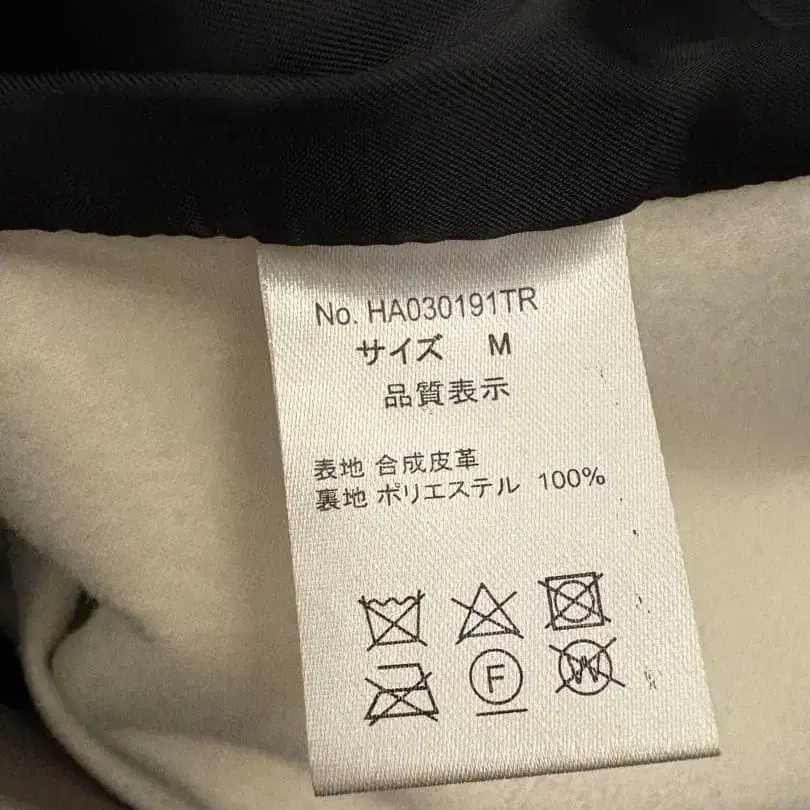 No. HA030191TR
サイズ M
品質表示
表地 合成皮革
裏地 ポリエステル 100%
F
W